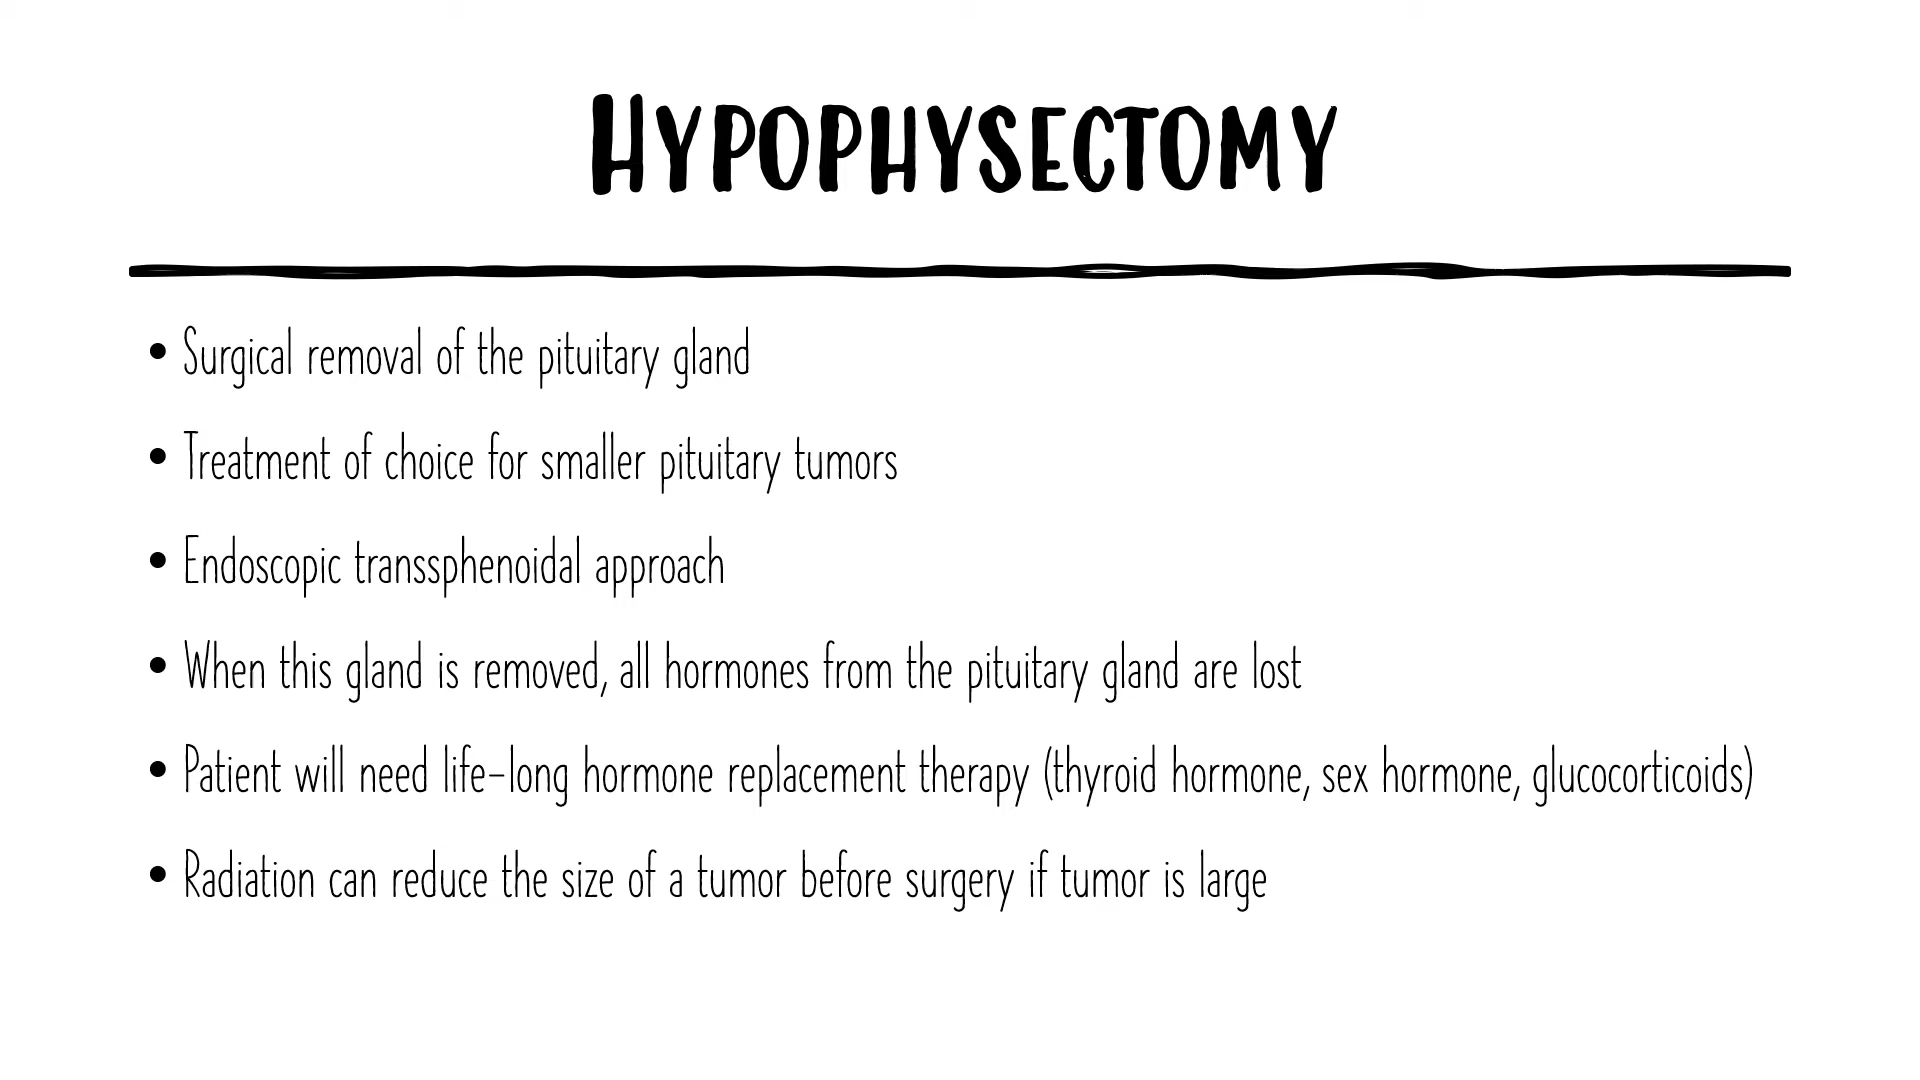 HYPOPHYSECTOMY
• Surgical removal of the pituitary gland
• Treatment of choice for smaller pituitary tumors
• Endoscopic transsphenoidal approach
• When this gland is removed, all hormones from the pituitary gland are lost
• Patient will need life-long hormone replacement therapy (thyroid hormone, sex hormone, glucocorticoids)
• Radiation can reduce the size of a tumor before surgery if tumor is large